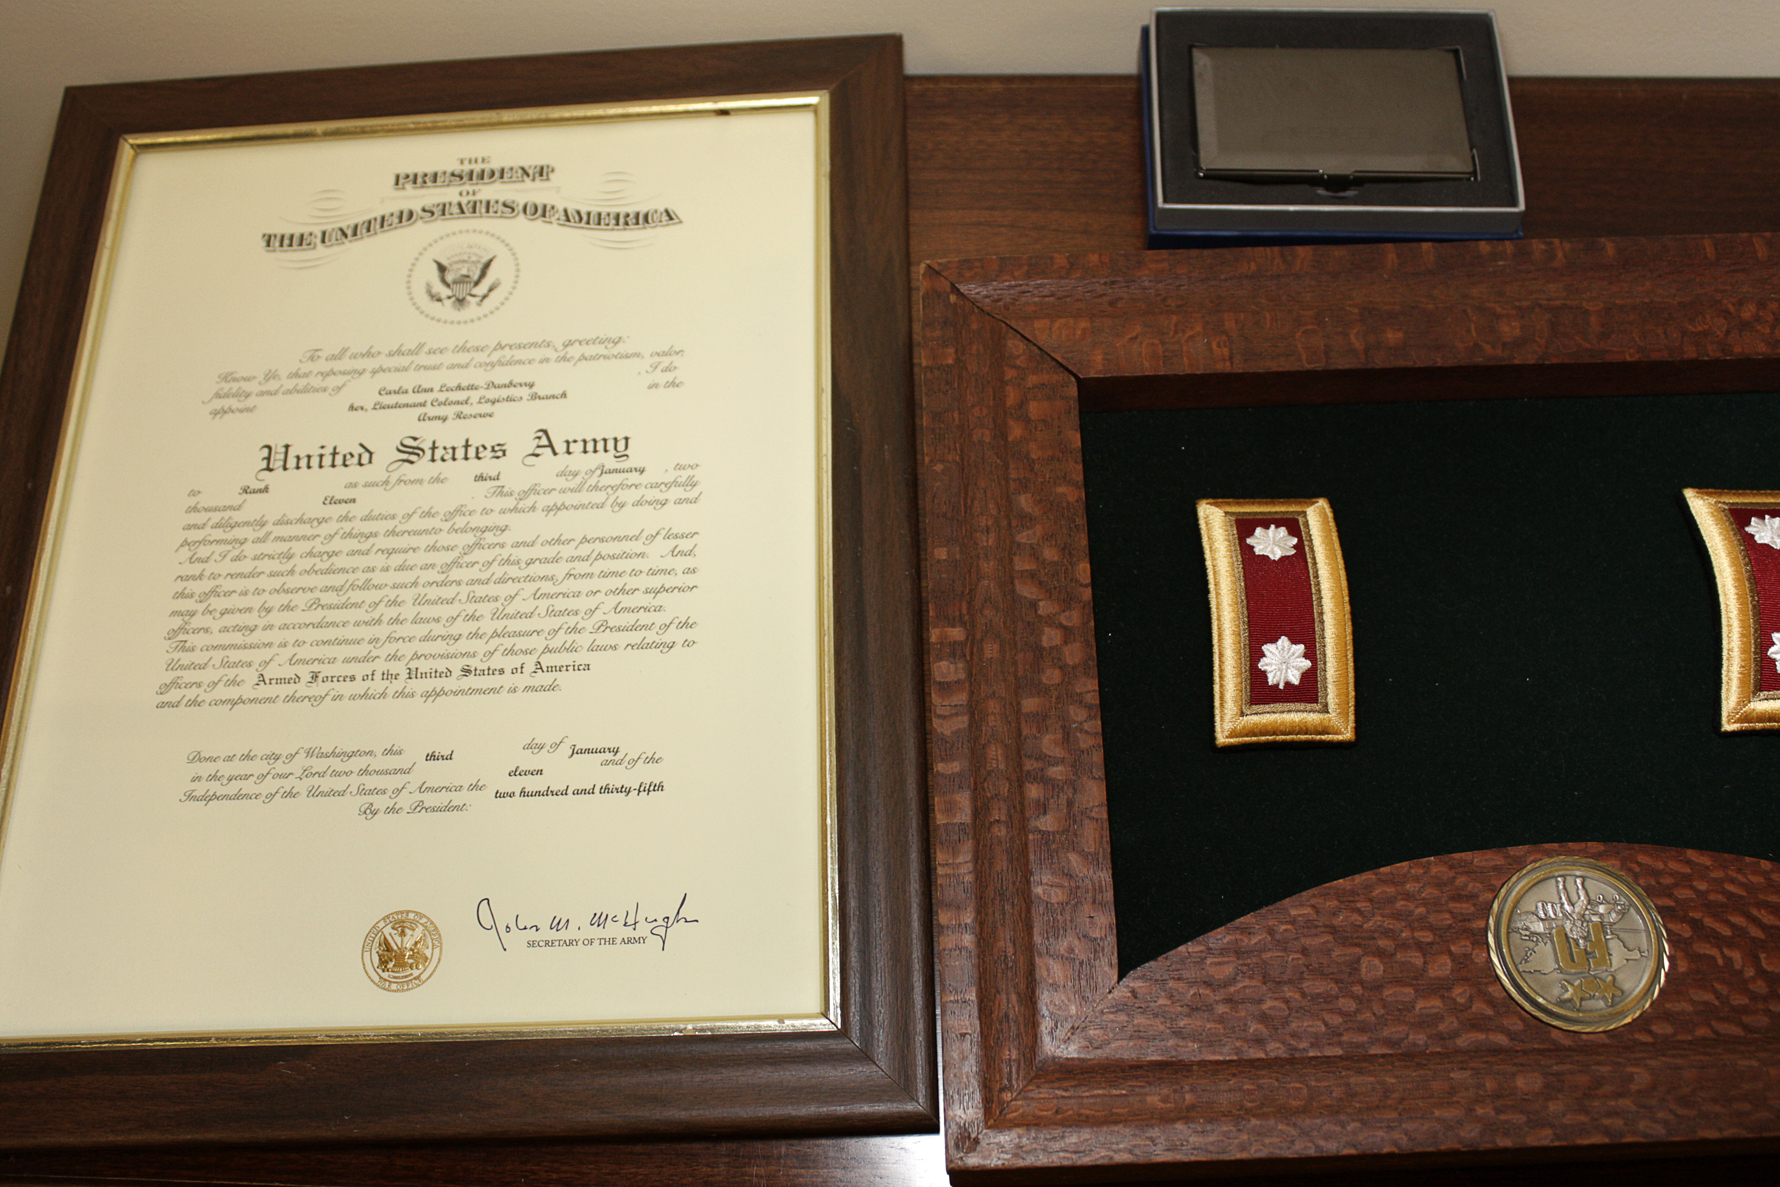 THE
PRESIDENT
OF
THE UNITED STATES OF AMERICA
To all who shall see these presents, greeting:
Know Ye, that reposing special trust and confidence in the patriotism, valor,
fidelity and abilities of Carla Ann Lechette-Danberry , I do
appoint her, Lieutenant Colonel, Logistics Branch in the
Army Reserve
United States Army
to Rank as such from the third day of January , two
thousand Eleven . This officer will therefore carefully
and diligently discharge the duties of the office to which appointed by doing and
performing all manner of things thereunto belonging.
And I do strictly charge and require those officers and other personnel of lesser
rank to render such obedience as is due an officer of this grade and position. And,
this officer is to observe and follow such orders and directions, from time to time, as
may be given by the President of the United States of America or other superior
officers, acting in accordance with the laws of the United States of America.
This commission is to continue in force during the pleasure of the President of the
United States of America under the provisions of those public laws relating to
officers of the Armed Forces of the United States of America
and the component thereof in which this appointment is made.
Done at the city of Washington, this third day of January
in the year of our Lord two thousand eleven and of the
Independence of the United States of America the two hundred and thirty-fifth
By the President:
John M. McHugh
SECRETARY OF THE ARMY
UNITED STATES OF AMERICA
WAR OFFICE